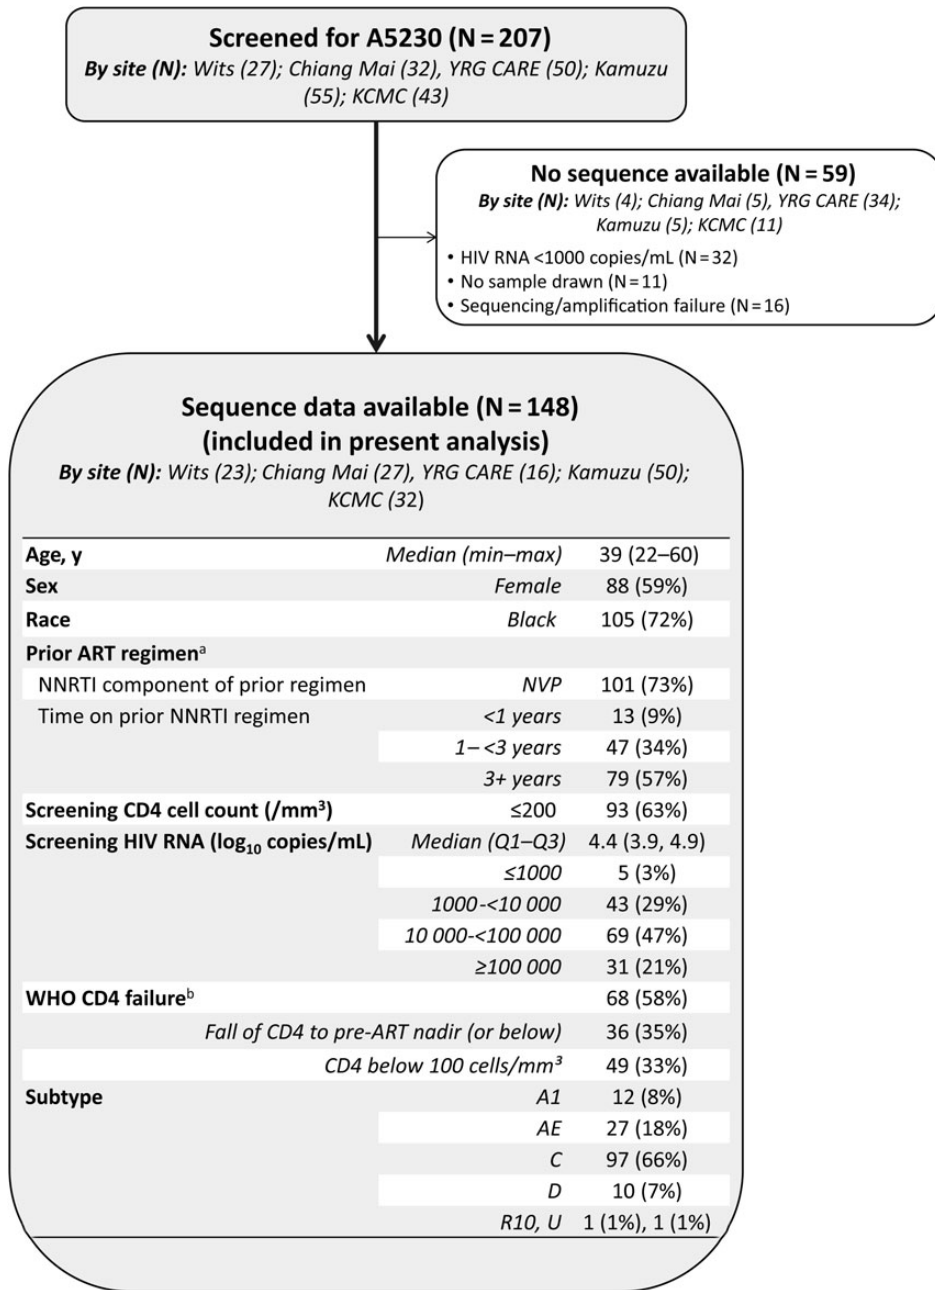 Screened for A5230 (N = 207)
By site (N): Wits (27); Chiang Mai (32), YRG CARE (50); Kamuzu
(55); KCMC (43)
No sequence available (N = 59)
By site (N): Wits (4); Chiang Mai (5), YRG CARE (34);
Kamuzu (5); KCMC (11)
• HIV RNA <1000 copies/mL (N = 32)
• No sample drawn (N = 11)
• Sequencing/amplification failure (N = 16)
Sequence data available (N = 148)
(included in present analysis)
By site (N): Wits (23); Chiang Mai (27), YRG CARE (16); Kamuzu (50);
KCMC (32)
Age, y Median (min–max) 39 (22–60)
Sex Female 88 (59%)
Race Black 105 (72%)
Prior ART regimenᵃ
NNRTI component of prior regimen NVP 101 (73%)
Time on prior NNRTI regimen <1 years 13 (9%)
1– <3 years 47 (34%)
3+ years 79 (57%)
Screening CD4 cell count (/mm³) ≤200 93 (63%)
Screening HIV RNA (log₁₀ copies/mL) Median (Q1–Q3) 4.4 (3.9, 4.9)
≤1000 5 (3%)
1000-<10 000 43 (29%)
10 000-<100 000 69 (47%)
≥100 000 31 (21%)
WHO CD4 failureᵇ 68 (58%)
Fall of CD4 to pre-ART nadir (or below) 36 (35%)
CD4 below 100 cells/mm³ 49 (33%)
Subtype A1 12 (8%)
AE 27 (18%)
C 97 (66%)
D 10 (7%)
R10, U 1 (1%), 1 (1%)